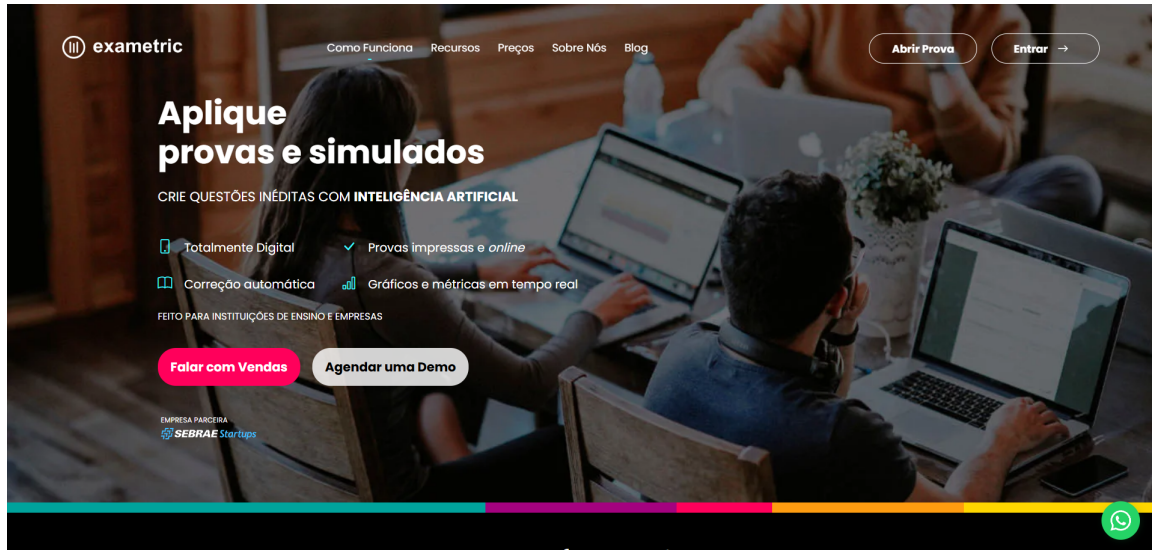 exametric
Como Funciona Recursos Preços Sobre Nós Blog
Abrir Prova Entrar →
Aplique
provas e simulados
CRIE QUESTÕES INÉDITAS COM INTELIGÊNCIA ARTIFICIAL
Totalmente Digital
Provas impressas e online
Correção automática
Gráficos e métricas em tempo real
FEITO PARA INSTITUIÇÕES DE ENSINO E EMPRESAS
Falar com Vendas Agendar uma Demo
EMPRESA PARCEIRA
SEBRAE Startups